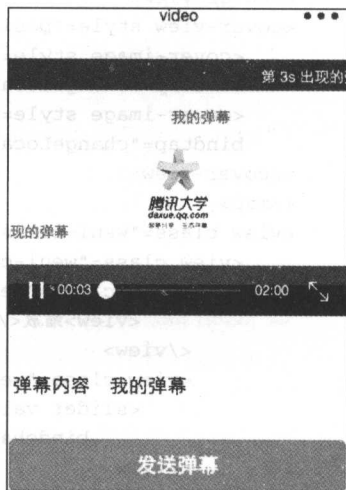 video
第 3s 出现的
我的弹幕
腾讯大学
daxue.qq.com
现的弹幕
00:03
02:00
弹幕内容 我的弹幕
发送弹幕